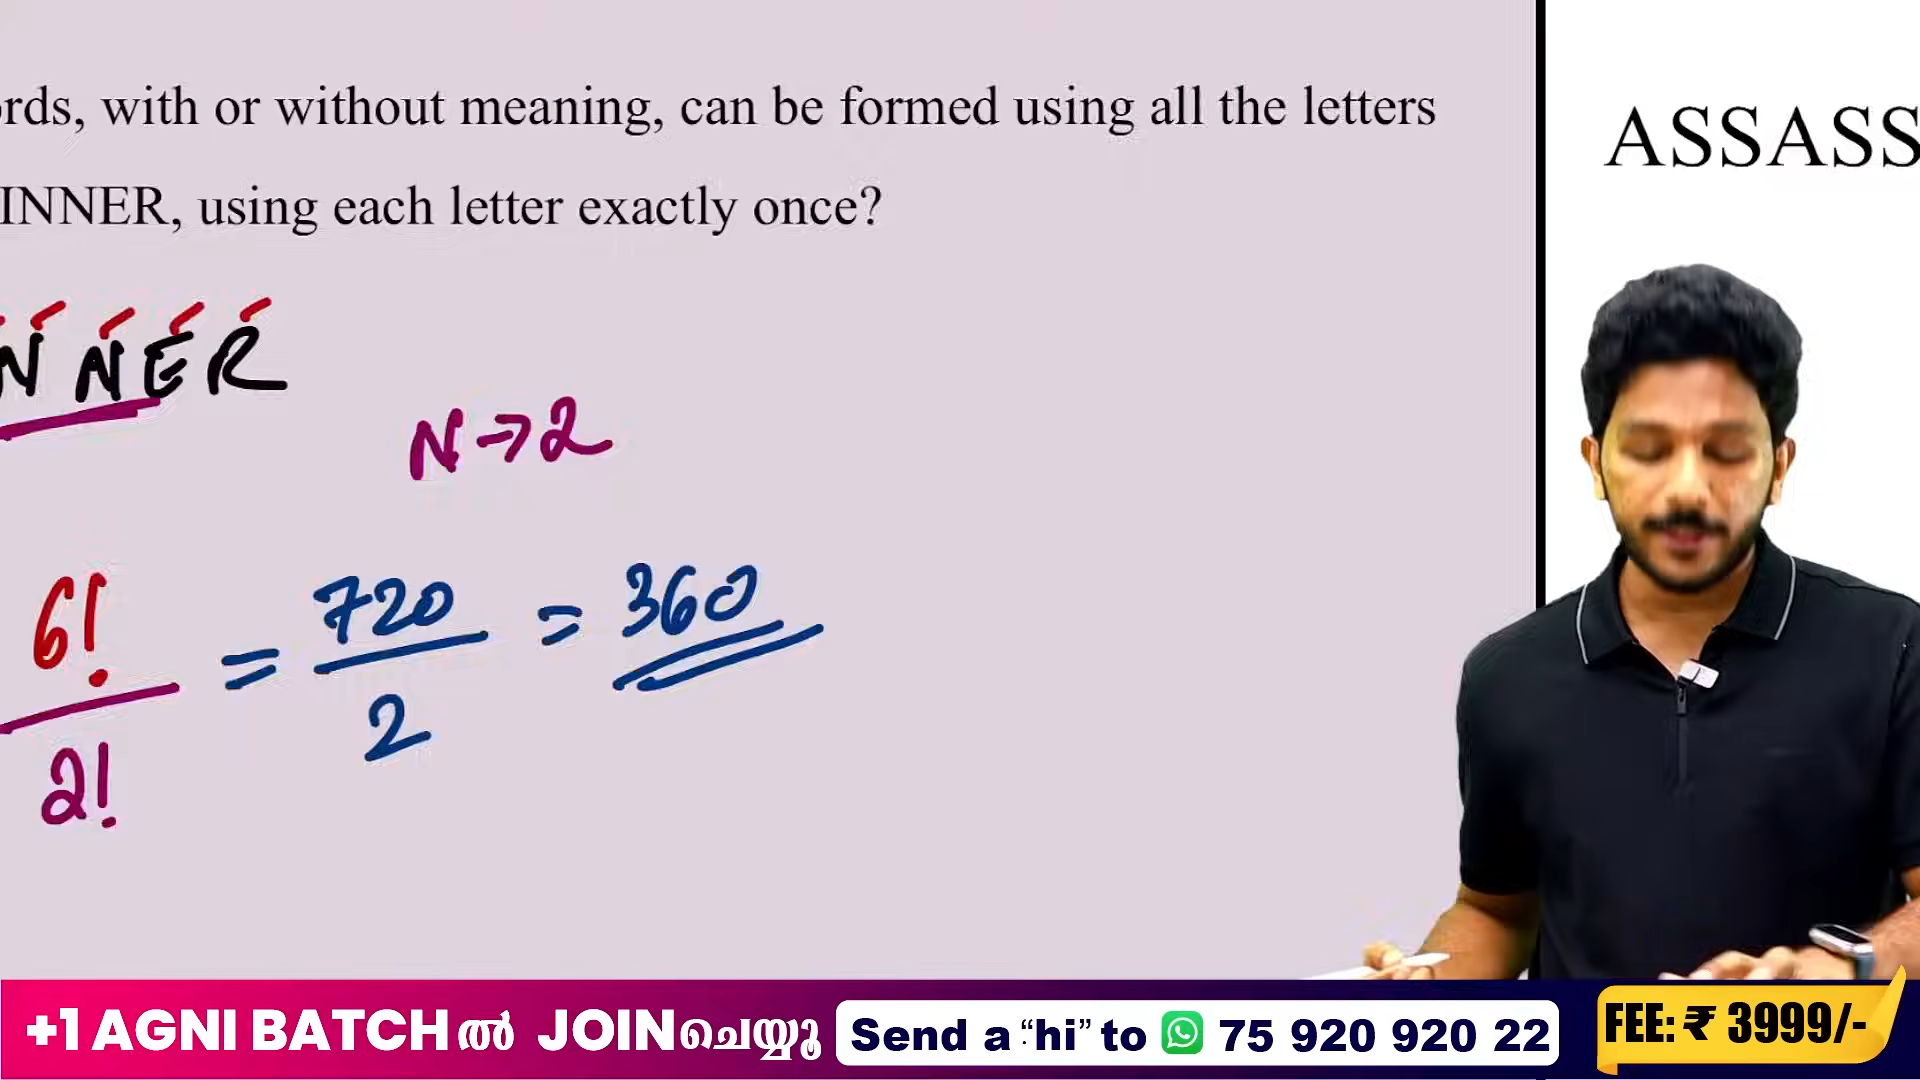 rds, with or without meaning, can be formed using all the letters
INNER, using each letter exactly once?
ASSASS
N N E R
N → 2
6! / 2! = 720 / 2 = 360
+1 AGNI BATCH ൽ JOIN ചെയ്യൂ
Send a “hi” to 75 920 920 22
FEE: ₹ 3999/-